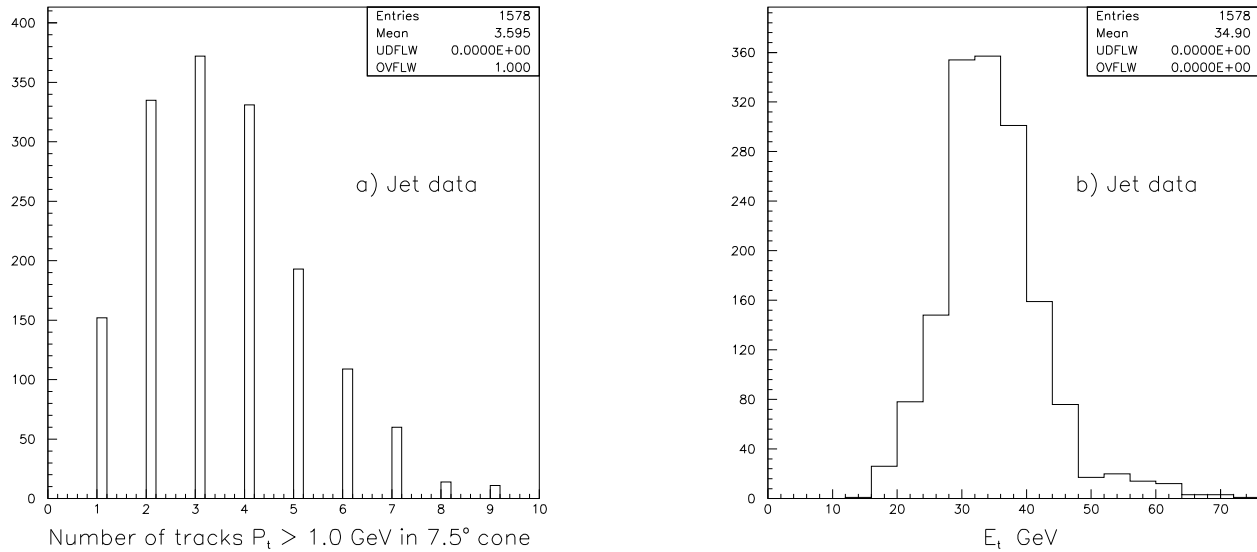 Entries 1578
Mean 3.595
UDFLW 0.0000E+00
OVFLW 1.000
400
350
300
250
200
150
100
50
0
a) Jet data
0 1 2 3 4 5 6 7 8 9 10
Number of tracks Pt > 1.0 GeV in 7.5° cone
Entries 1578
Mean 34.90
UDFLW 0.0000E+00
OVFLW 0.0000E+00
360
320
280
240
200
160
120
80
40
0
b) Jet data
0 10 20 30 40 50 60 70
Et GeV